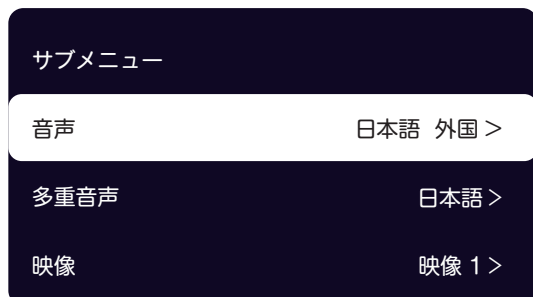 サブメニュー
音声 日本語 外国 >
多重音声 日本語 >
映像 映像 1 >